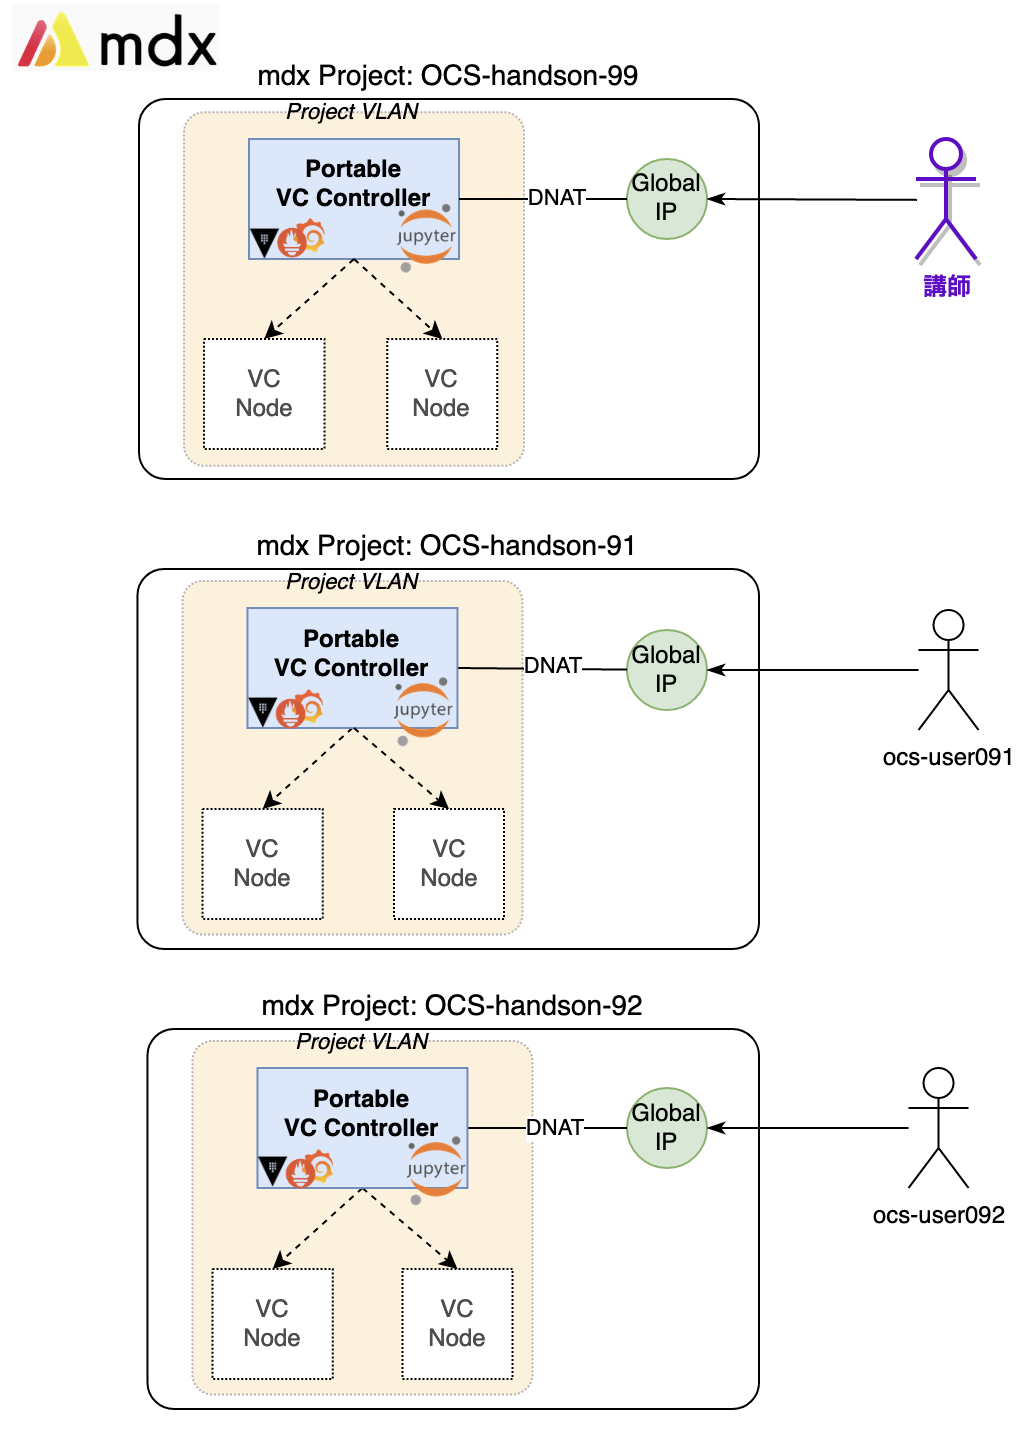 mdx
mdx Project: OCS-handson-99
Project VLAN
Portable
VC Controller
jupyter
DNAT
Global
IP
講師
VC
Node
VC
Node
mdx Project: OCS-handson-91
Project VLAN
Portable
VC Controller
jupyter
DNAT
Global
IP
ocs-user091
VC
Node
VC
Node
mdx Project: OCS-handson-92
Project VLAN
Portable
VC Controller
jupyter
DNAT
Global
IP
ocs-user092
VC
Node
VC
Node